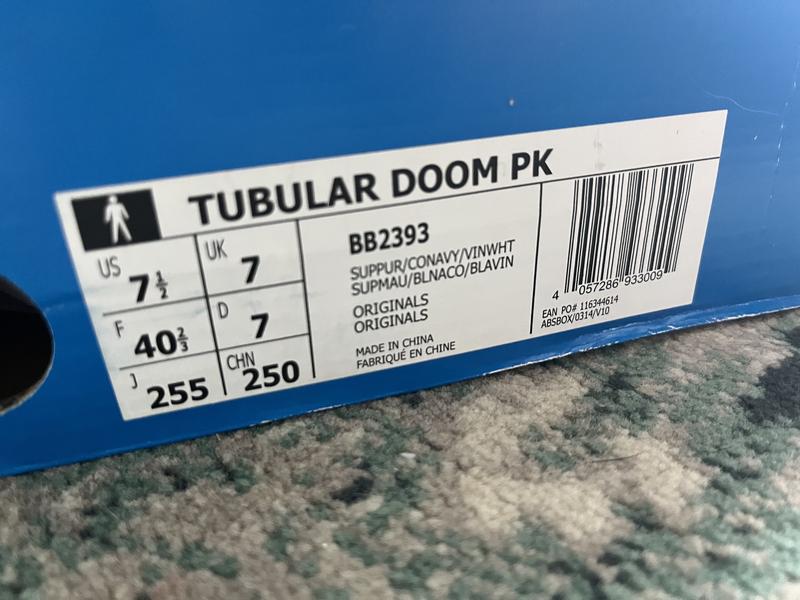 TUBULAR DOOM PK
US 7 1/2
UK 7
F 40 2/3
D 7
J 255
CHN 250
BB2393
SUPPUR/CONAVY/VINWHT
SUPMAU/BLNACO/BLAVIN
ORIGINALS
ORIGINALS
MADE IN CHINA
FABRIQUÉ EN CHINE
4 057286 933009
EAN PO# 116344614
ABSBOX/0314/V10